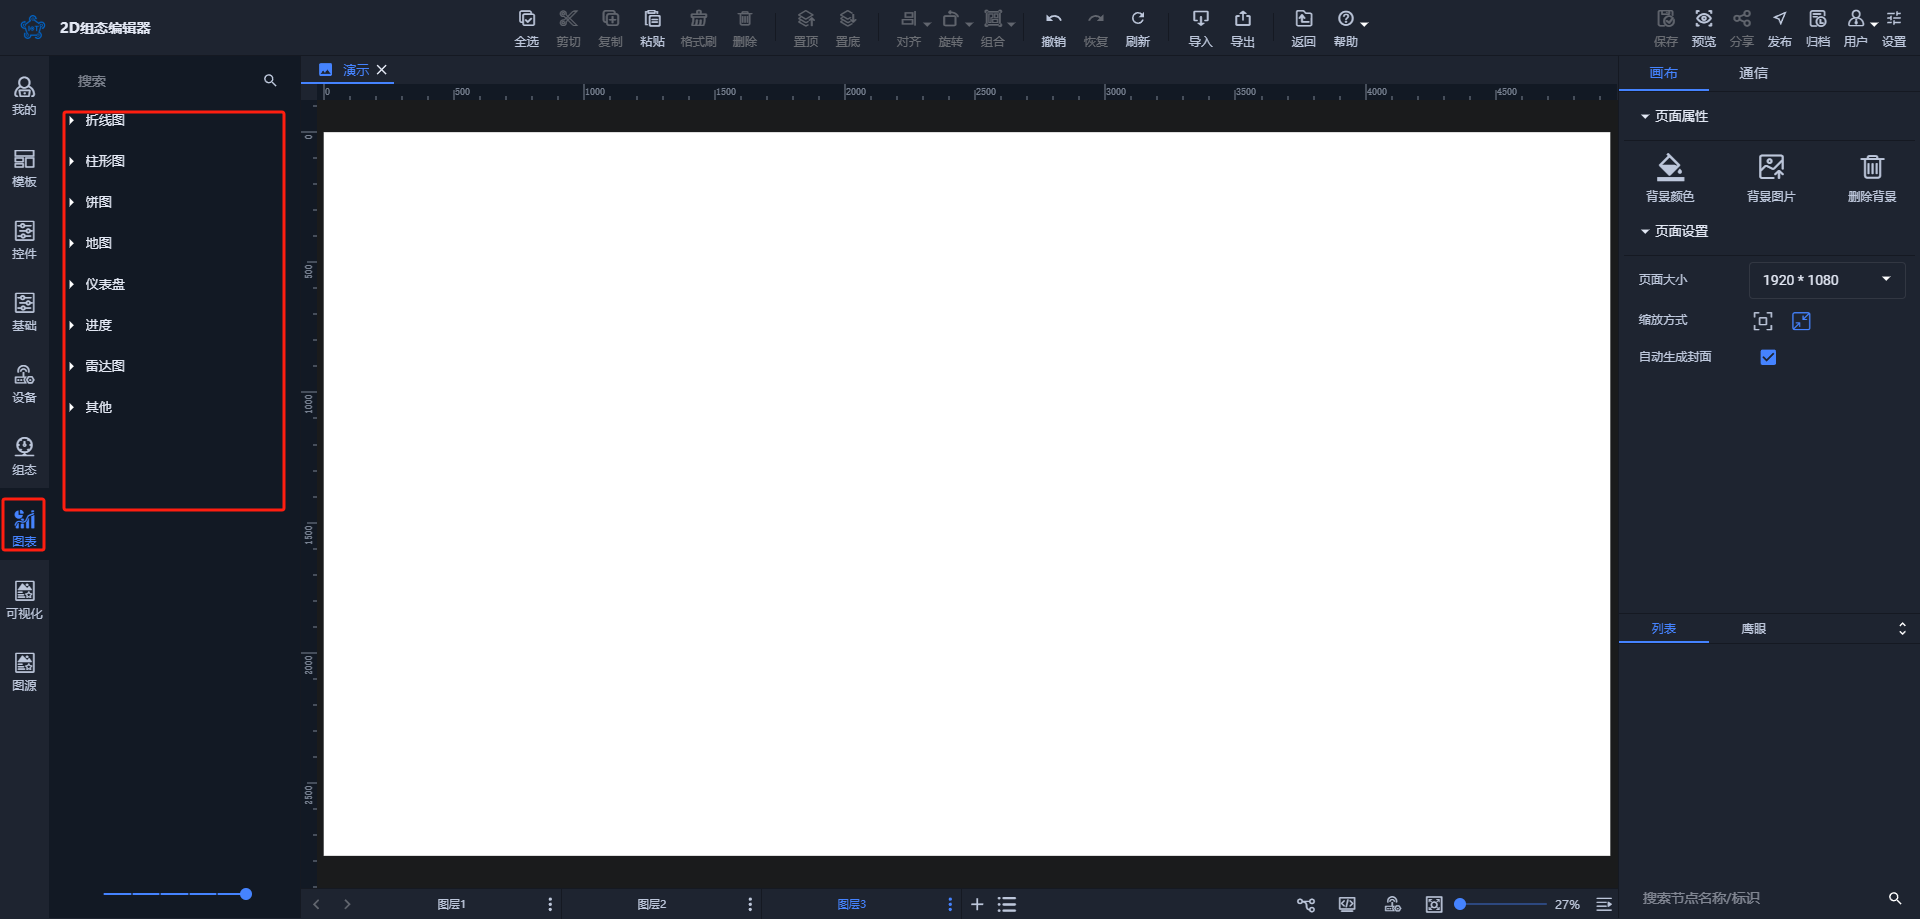 2D组态编辑器
全选 剪切 复制 粘贴 格式刷 删除 置顶 置底 对齐 旋转 组合 撤销 恢复 刷新 导入 导出 返回 帮助 保存 预览 分享 发布 归档 用户 设置
我的
模板
控件
基础
设备
组态
图表
可视化
图源
搜索
折线图
柱形图
饼图
地图
仪表盘
进度
雷达图
其他
演示
0 500 1000 1500 2000 2500 3000 3500 4000 4500
0
500
1000
1500
2000
2500
图层1 图层2 图层3 27%
画布 通信
页面属性
背景颜色 背景图片 删除背景
页面设置
页面大小 1920 * 1080
缩放方式
自动生成封面
列表 鹰眼
搜索节点名称/标识